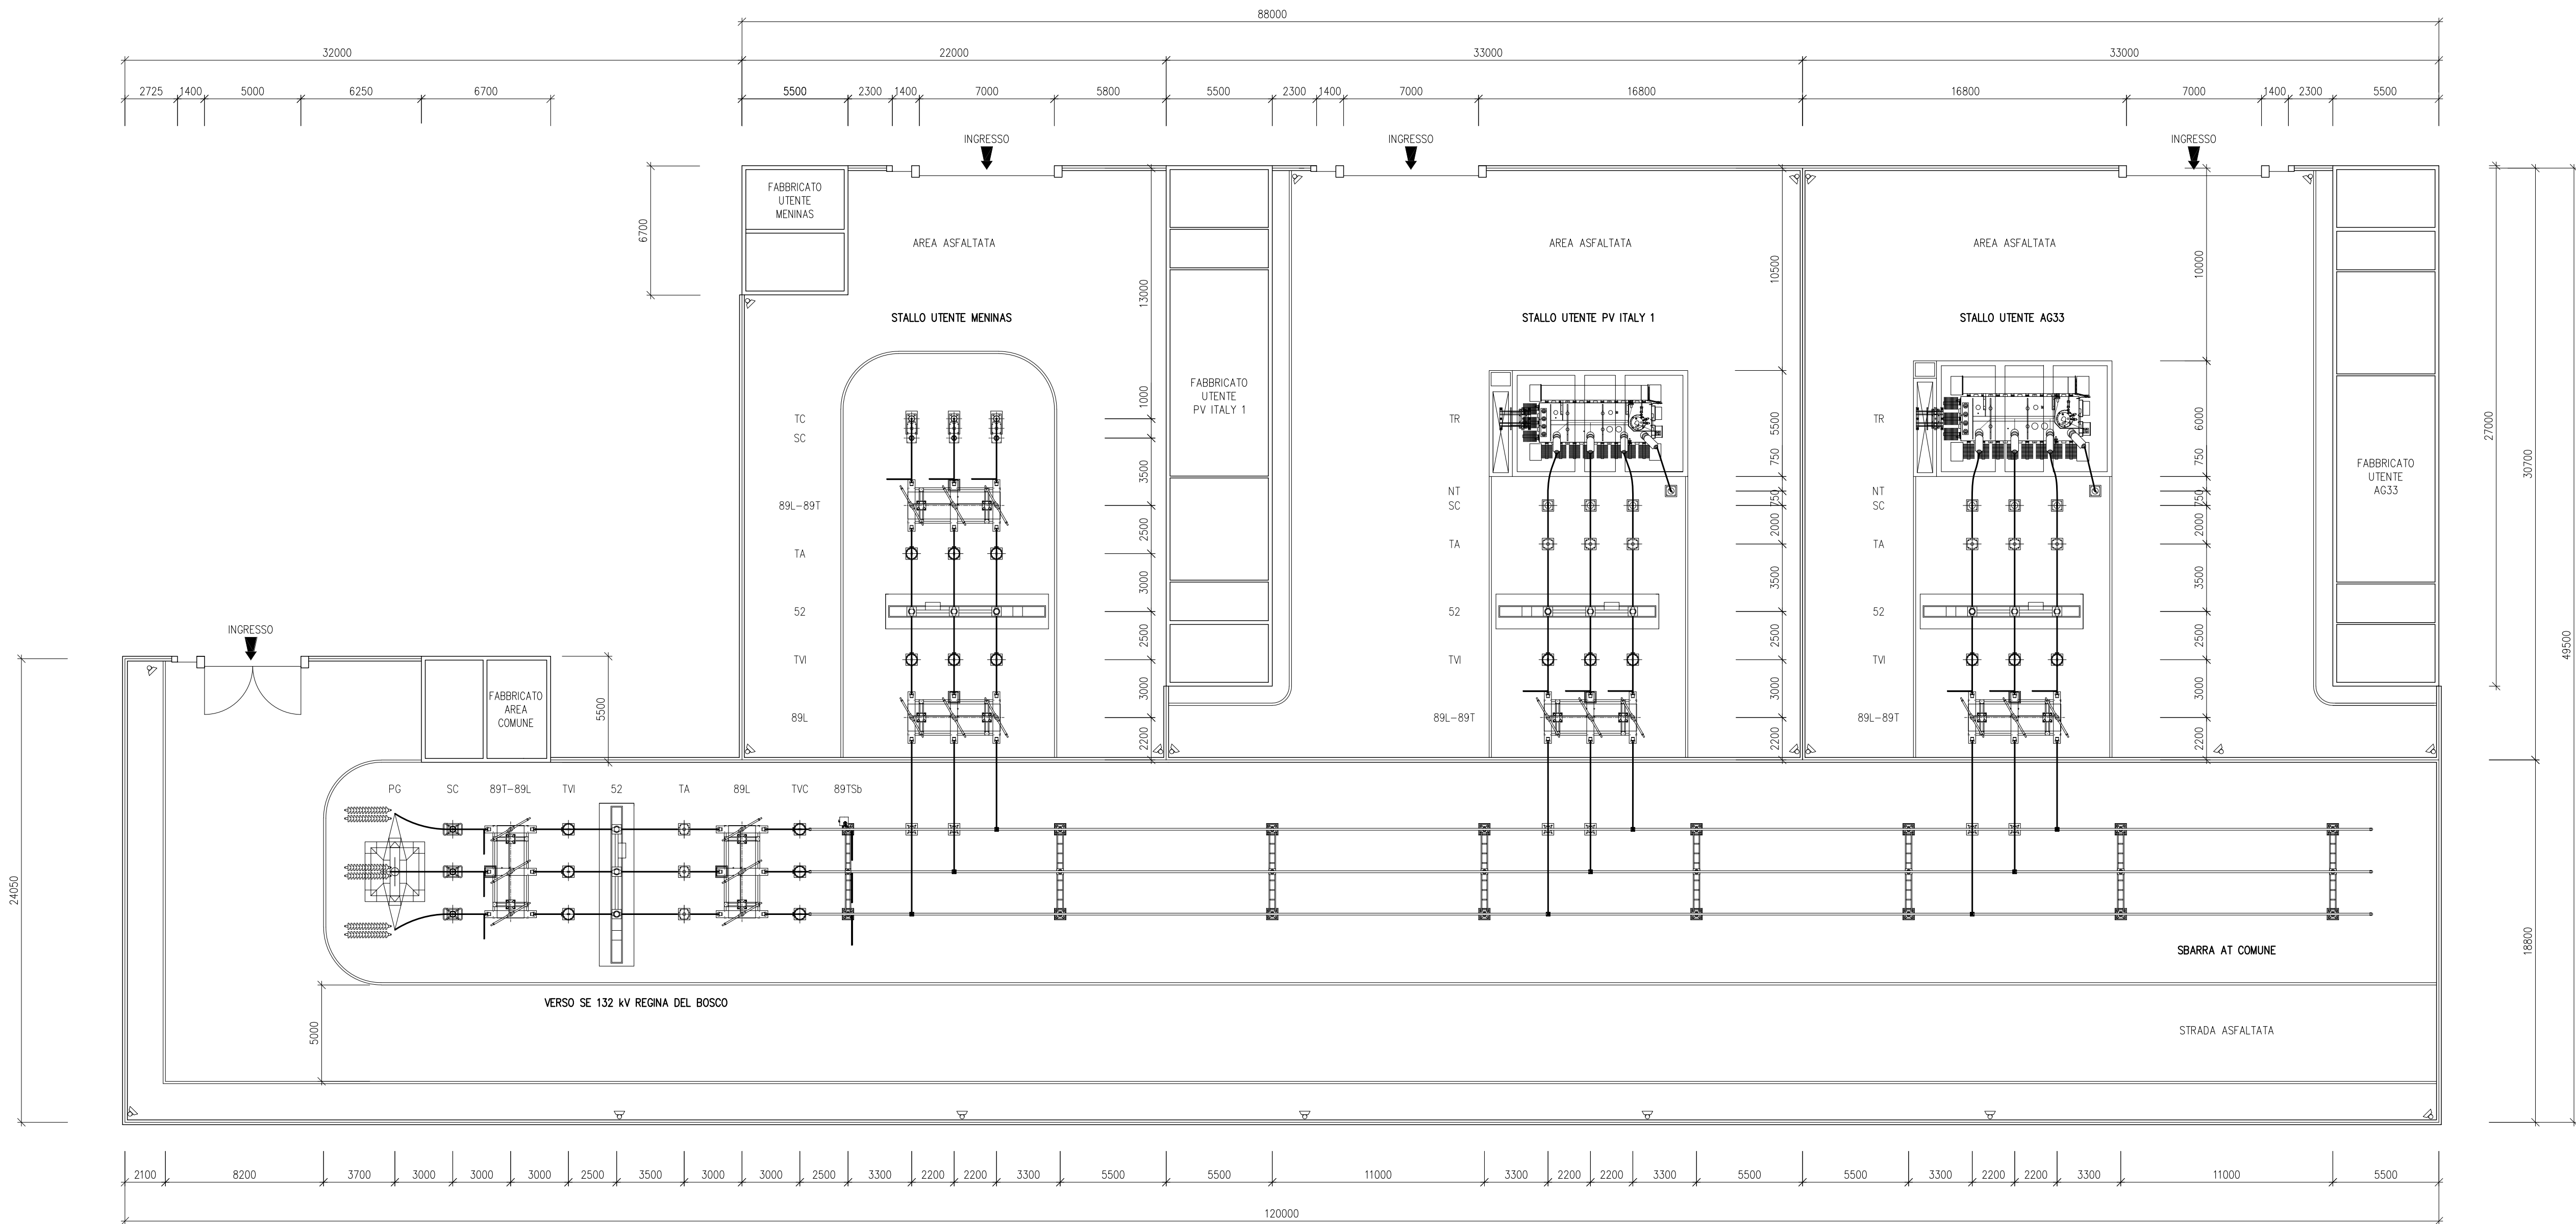 88000
32000
22000
33000
33000
2725
1400
5000
6250
6700
5500
2300
1400
7000
5800
5500
2300
1400
7000
16800
16800
7000
1400
2300
5500
INGRESSO
INGRESSO
INGRESSO
FABBRICATO
UTENTE
MENINAS
6700
AREA ASFALTATA
AREA ASFALTATA
AREA ASFALTATA
13000
10500
10000
STALLO UTENTE MENINAS
STALLO UTENTE PV ITALY 1
STALLO UTENTE AG33
FABBRICATO
UTENTE
PV ITALY 1
FABBRICATO
UTENTE
AG33
27000
30700
49500
TC
SC
89L-89T
TA
52
TVI
89L
1000
3500
2500
3000
2500
3000
2200
TR
NT
SC
TA
52
TVI
89L-89T
5500
750
750
2000
3500
2500
3000
2200
TR
NT
SC
TA
52
TVI
89L-89T
6000
750
750
2000
3500
2500
3000
2200
INGRESSO
FABBRICATO
AREA
COMUNE
5500
24050
PG
SC
89T-89L
TVI
52
TA
89L
TVC
89TSb
18800
SBARRA AT COMUNE
VERSO SE 132 kV REGINA DEL BOSCO
5000
STRADA ASFALTATA
2100
8200
3700
3000
3000
3000
2500
3500
3000
3000
2500
3300
2200
2200
3300
5500
5500
11000
3300
2200
2200
3300
5500
5500
3300
2200
2200
3300
11000
5500
120000